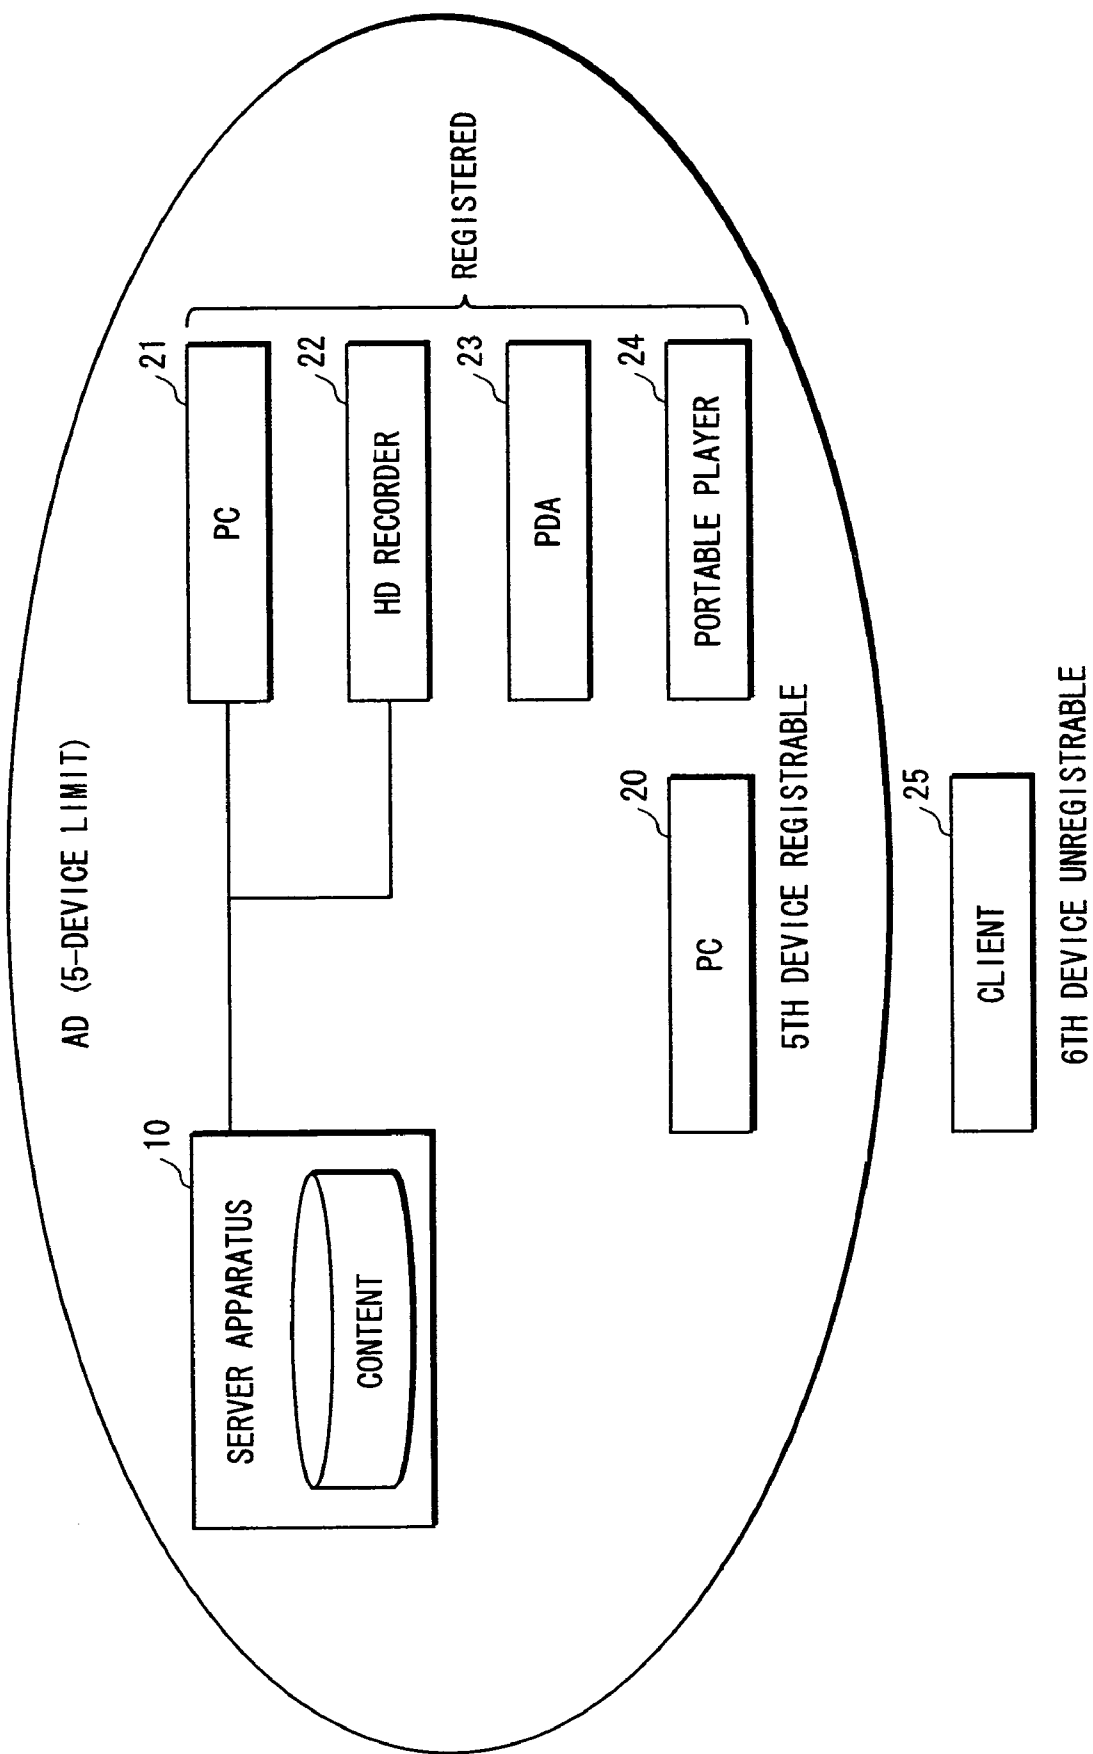 AD (5-DEVICE LIMIT)
10
SERVER APPARATUS
CONTENT
21
PC
22
HD RECORDER
23
PDA
24
PORTABLE PLAYER
REGISTERED
20
PC
5TH DEVICE REGISTRABLE
25
CLIENT
6TH DEVICE UNREGISTRABLE